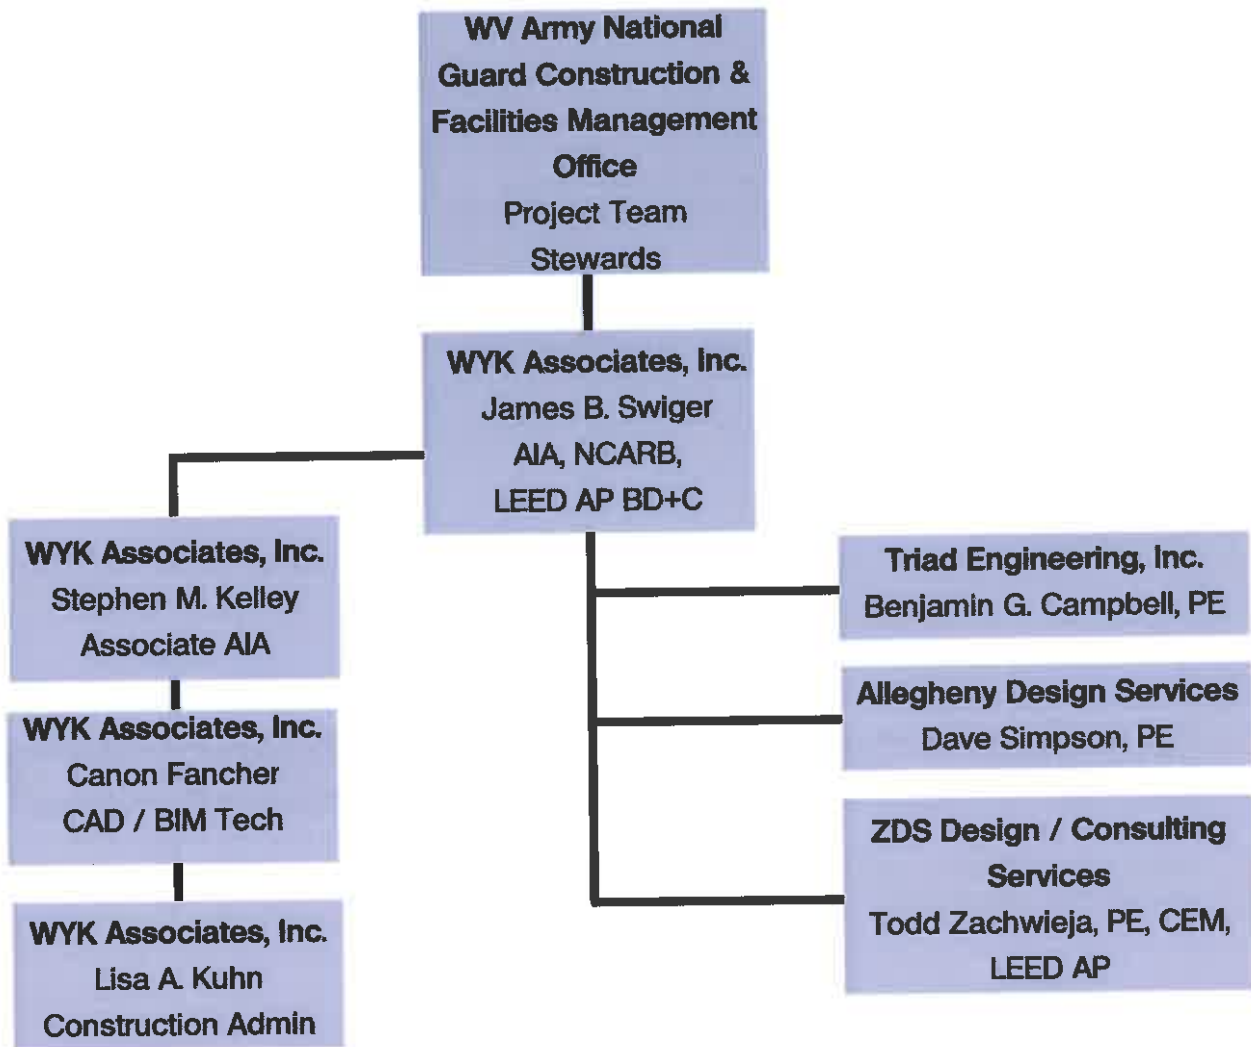 WV Army National
Guard Construction &
Facilities Management
Office
Project Team
Stewards
WYK Associates, Inc.
James B. Swiger
AIA, NCARB,
LEED AP BD+C
WYK Associates, Inc.
Stephen M. Kelley
Associate AIA
WYK Associates, Inc.
Canon Fancher
CAD / BIM Tech
WYK Associates, Inc.
Lisa A. Kuhn
Construction Admin
Triad Engineering, Inc.
Benjamin G. Campbell, PE
Allegheny Design Services
Dave Simpson, PE
ZDS Design / Consulting
Services
Todd Zachwieja, PE, CEM,
LEED AP